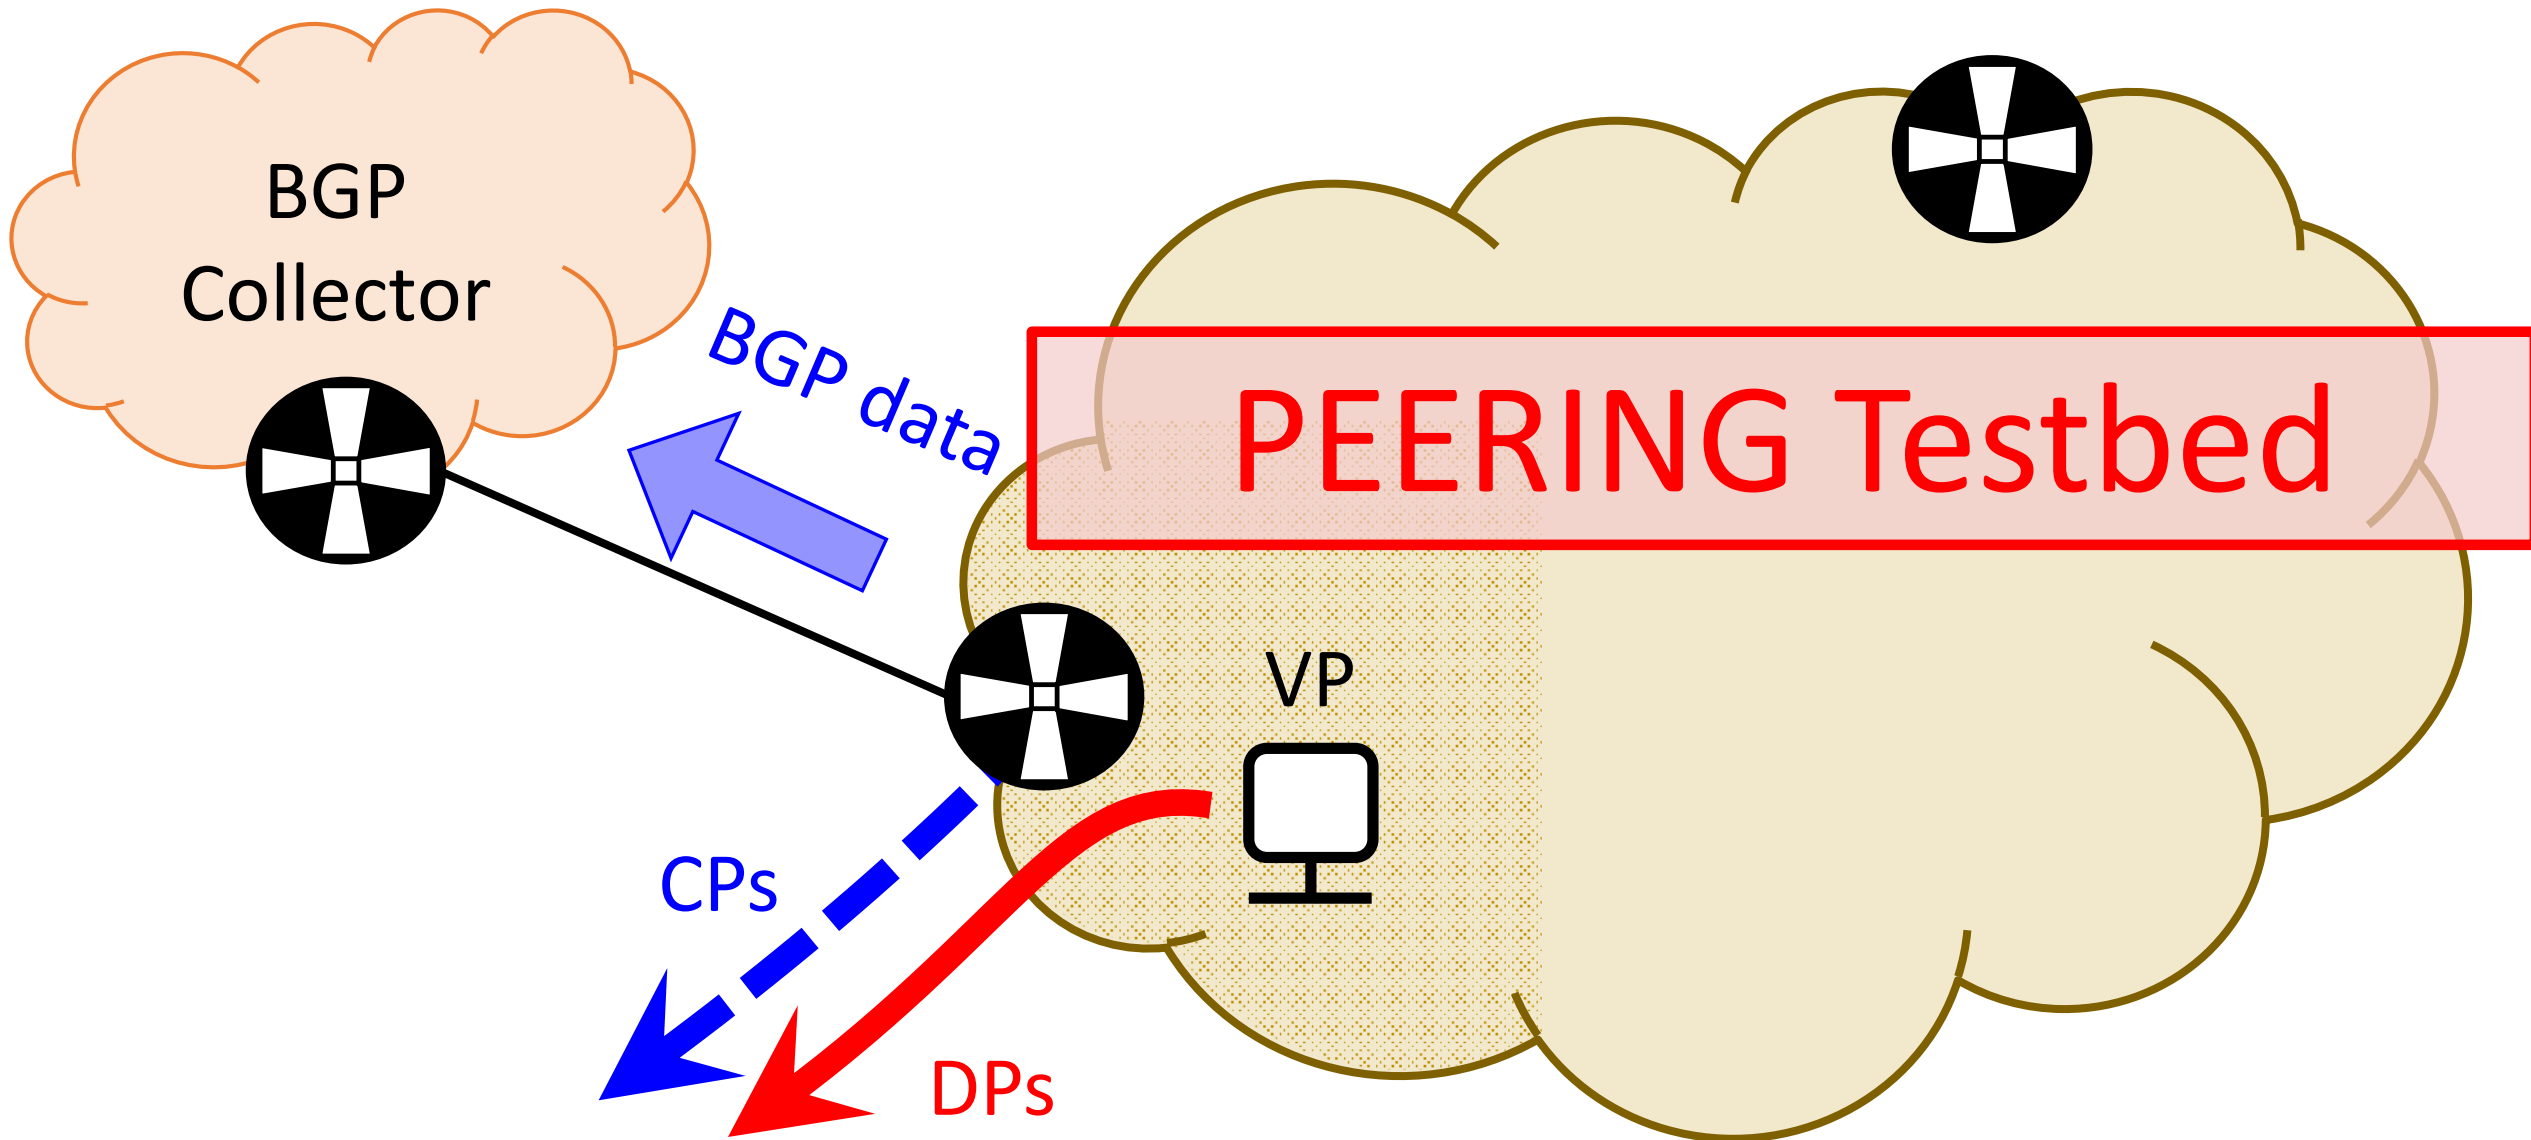 BGP
Collector
BGP data
PEERING Testbed
VP
CPs
DPs